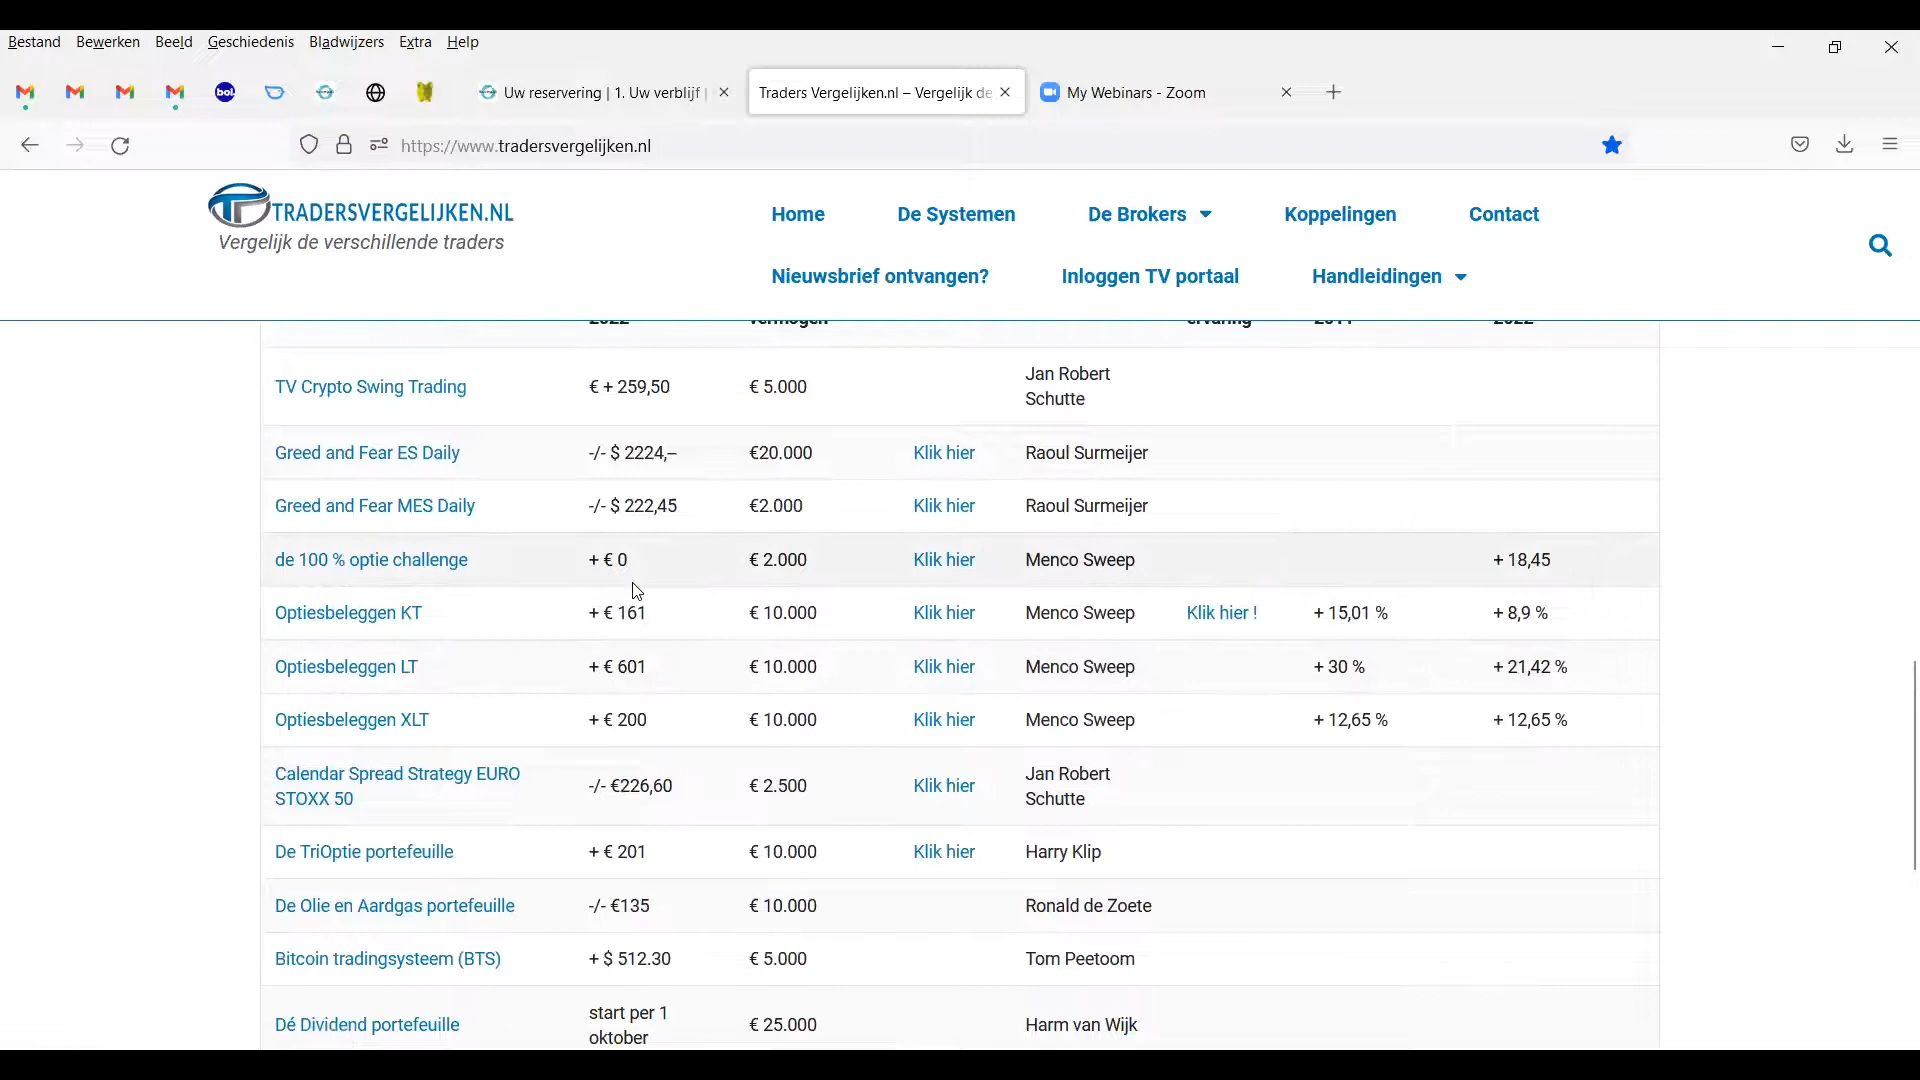 Bestand Bewerken Beeld Geschiedenis Bladwijzers Extra Help
bol. Uw reservering | 1. Uw verblijf | Traders Vergelijken.nl – Vergelijk de My Webinars - Zoom
https://www.tradersvergelijken.nl
TRADERSVERGELIJKEN.NL
Vergelijk de verschillende traders
Home De Systemen De Brokers Koppelingen Contact
Nieuwsbrief ontvangen? Inloggen TV portaal Handleidingen
2022 vermogen ervaring 2011 2022
TV Crypto Swing Trading € + 259,50 € 5.000 Jan Robert
Schutte
Greed and Fear ES Daily -/- $ 2224,– €20.000 Klik hier Raoul Surmeijer
Greed and Fear MES Daily -/- $ 222,45 €2.000 Klik hier Raoul Surmeijer
de 100 % optie challenge + € 0 € 2.000 Klik hier Menco Sweep + 18,45
Optiesbeleggen KT + € 161 € 10.000 Klik hier Menco Sweep Klik hier ! + 15,01 % + 8,9 %
Optiesbeleggen LT + € 601 € 10.000 Klik hier Menco Sweep + 30 % + 21,42 %
Optiesbeleggen XLT + € 200 € 10.000 Klik hier Menco Sweep + 12,65 % + 12,65 %
Calendar Spread Strategy EURO
STOXX 50 -/- €226,60 € 2.500 Klik hier Jan Robert
Schutte
De TriOptie portefeuille + € 201 € 10.000 Klik hier Harry Klip
De Olie en Aardgas portefeuille -/- €135 € 10.000 Ronald de Zoete
Bitcoin tradingsysteem (BTS) + $ 512.30 € 5.000 Tom Peetoom
Dé Dividend portefeuille start per 1
oktober € 25.000 Harm van Wijk